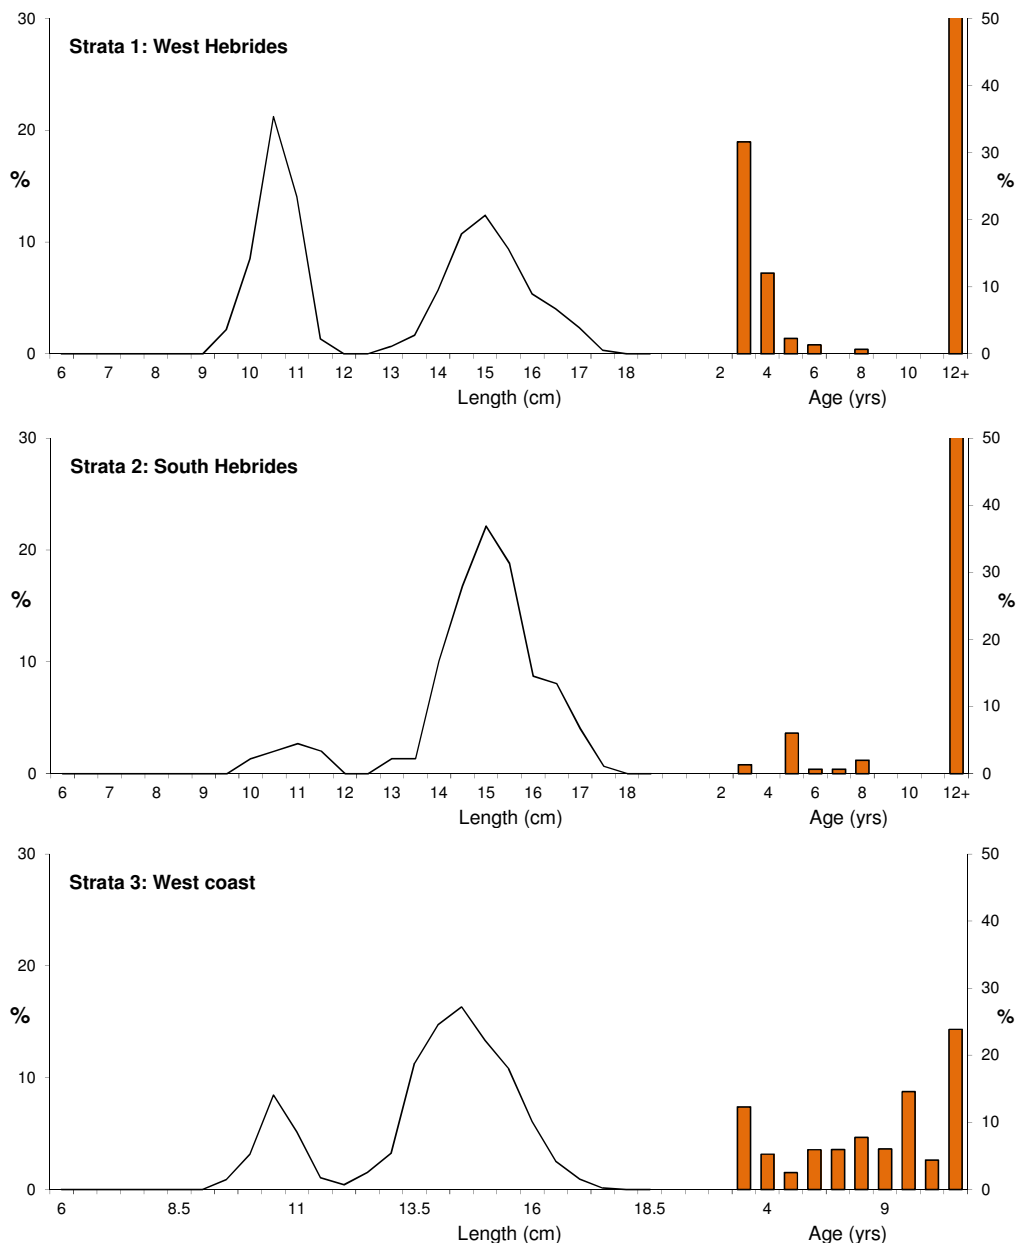 Strata 1: West Hebrides
30
20
%
10
0
6 7 8 9 10 11 12 13 14 15 16 17 18
Length (cm)
50
40
30
%
20
10
0
2 4 6 8 10 12+
Age (yrs)
Strata 2: South Hebrides
30
20
%
10
0
6 7 8 9 10 11 12 13 14 15 16 17 18
Length (cm)
50
40
30
%
20
10
0
2 4 6 8 10 12+
Age (yrs)
Strata 3: West coast
30
20
%
10
0
6 8.5 11 13.5 16 18.5
Length (cm)
50
40
30
%
20
10
0
4 9
Age (yrs)